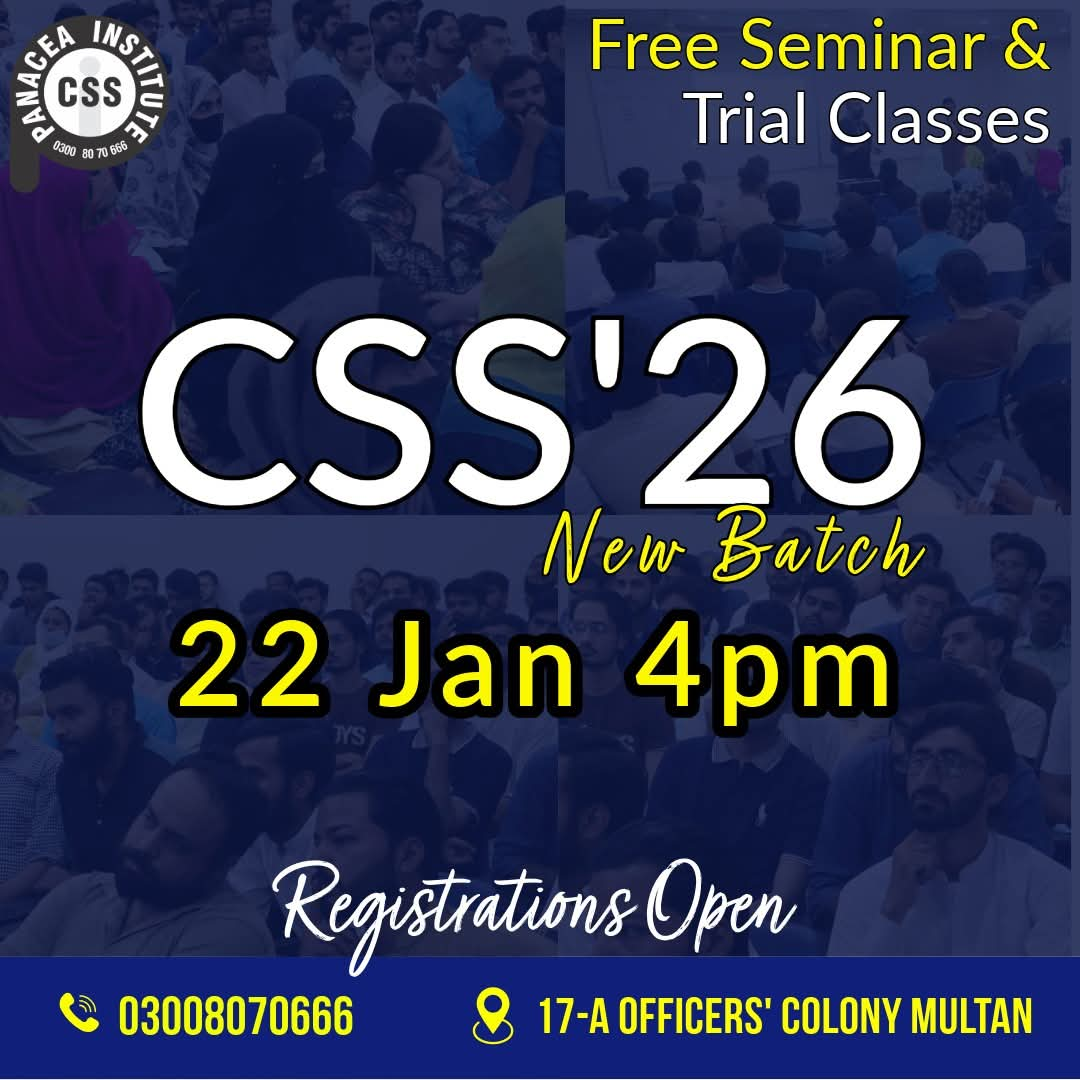 PANACEA INSTITUTE
CSS
0300 80 70 666
Free Seminar &
Trial Classes
CSS'26
New Batch
22 Jan 4pm
OYS
Registrations Open
03008070666
17-A OFFICERS' COLONY MULTAN